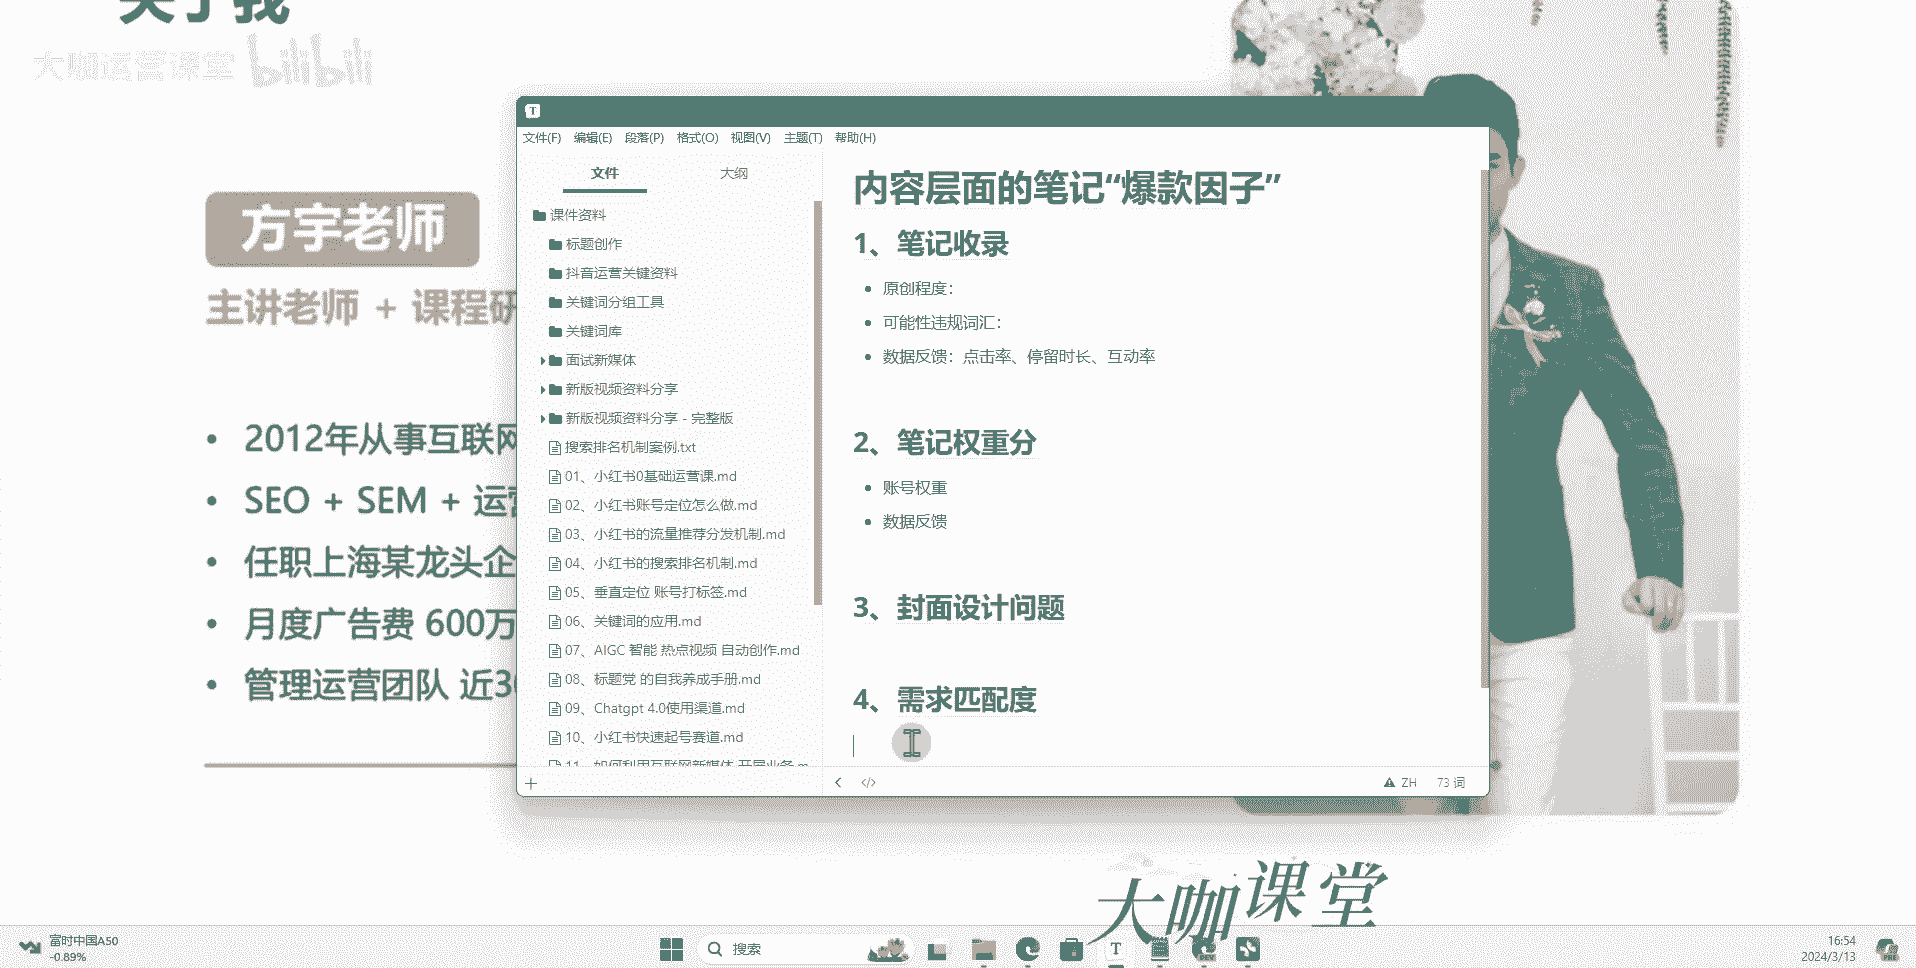 关于我
大咖运营课堂 bilibili
方宇老师
主讲老师 + 课程研
2012年从事互联网
SEO + SEM + 运营
任职上海某龙头企
月度广告费 600万
管理运营团队 近30
T
文件(F) 编辑(E) 段落(P) 格式(O) 视图(V) 主题(T) 帮助(H)
文件 大纲
课件资料
标题创作
抖音运营关键资料
关键词分组工具
关键词库
面试新媒体
新版视频资料分享
新版视频资料分享 - 完整版
搜索排名机制案例.txt
01、小红书0基础运营课.md
02、小红书账号定位怎么做.md
03、小红书的流量推荐分发机制.md
04、小红书的搜索排名机制.md
05、垂直定位 账号打标签.md
06、关键词的应用.md
07、AIGC 智能 热点视频 自动创作.md
08、标题党 的自我养成手册.md
09、Chatgpt 4.0使用渠道.md
10、小红书快速起号赛道.md
11、如何利用互联网新媒体 开展业务.m
内容层面的笔记“爆款因子”
1、笔记收录
原创程度：
可能性违规词汇：
数据反馈：点击率、停留时长、互动率
2、笔记权重分
账号权重
数据反馈
3、封面设计问题
4、需求匹配度
ZH 73 词
大咖课堂
富时中国A50
-0.89%
搜索
T
DEV
16:54
2024/3/13
PRE